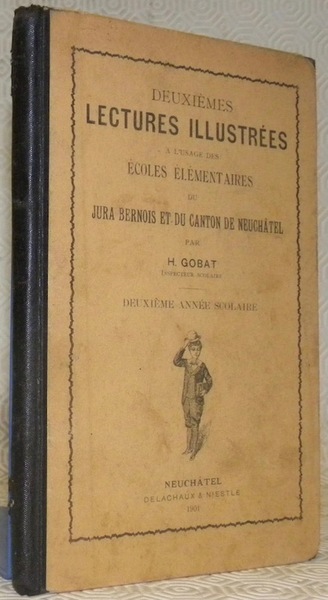 DEUXIÈMES
LECTURES ILLUSTRÉES
A L'USAGE DES
ÉCOLES ÉLÉMENTAIRES
DU
JURA BERNOIS ET DU CANTON DE NEUCHÂTEL
PAR
H. GOBAT
INSPECTEUR SCOLAIRE
DEUXIÈME ANNÉE SCOLAIRE
NEUCHÂTEL
DELACHAUX & NIESTLÉ
1901